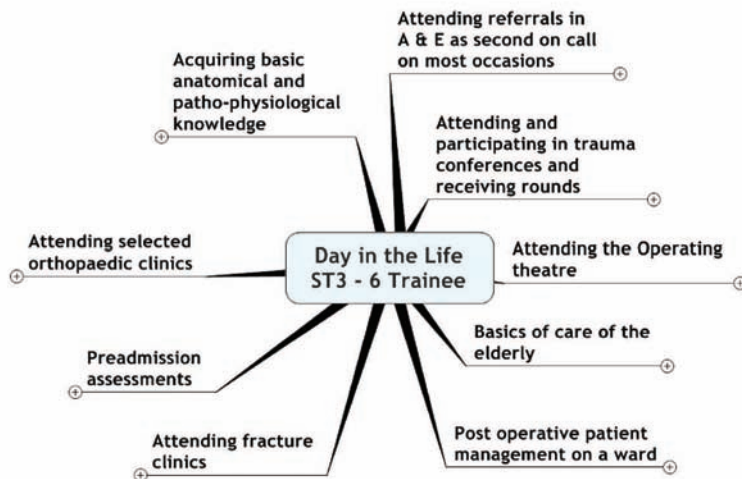 Attending referrals in
A & E as second on call
on most occasions
Acquiring basic
anatomical and
patho-physiological
knowledge
Attending and
participating in trauma
conferences and
receiving rounds
Attending selected
orthopaedic clinics
Day in the Life
ST3 - 6 Trainee
Attending the Operating
theatre
Preadmission
assessments
Basics of care of the
elderly
Attending fracture
clinics
Post operative patient
management on a ward